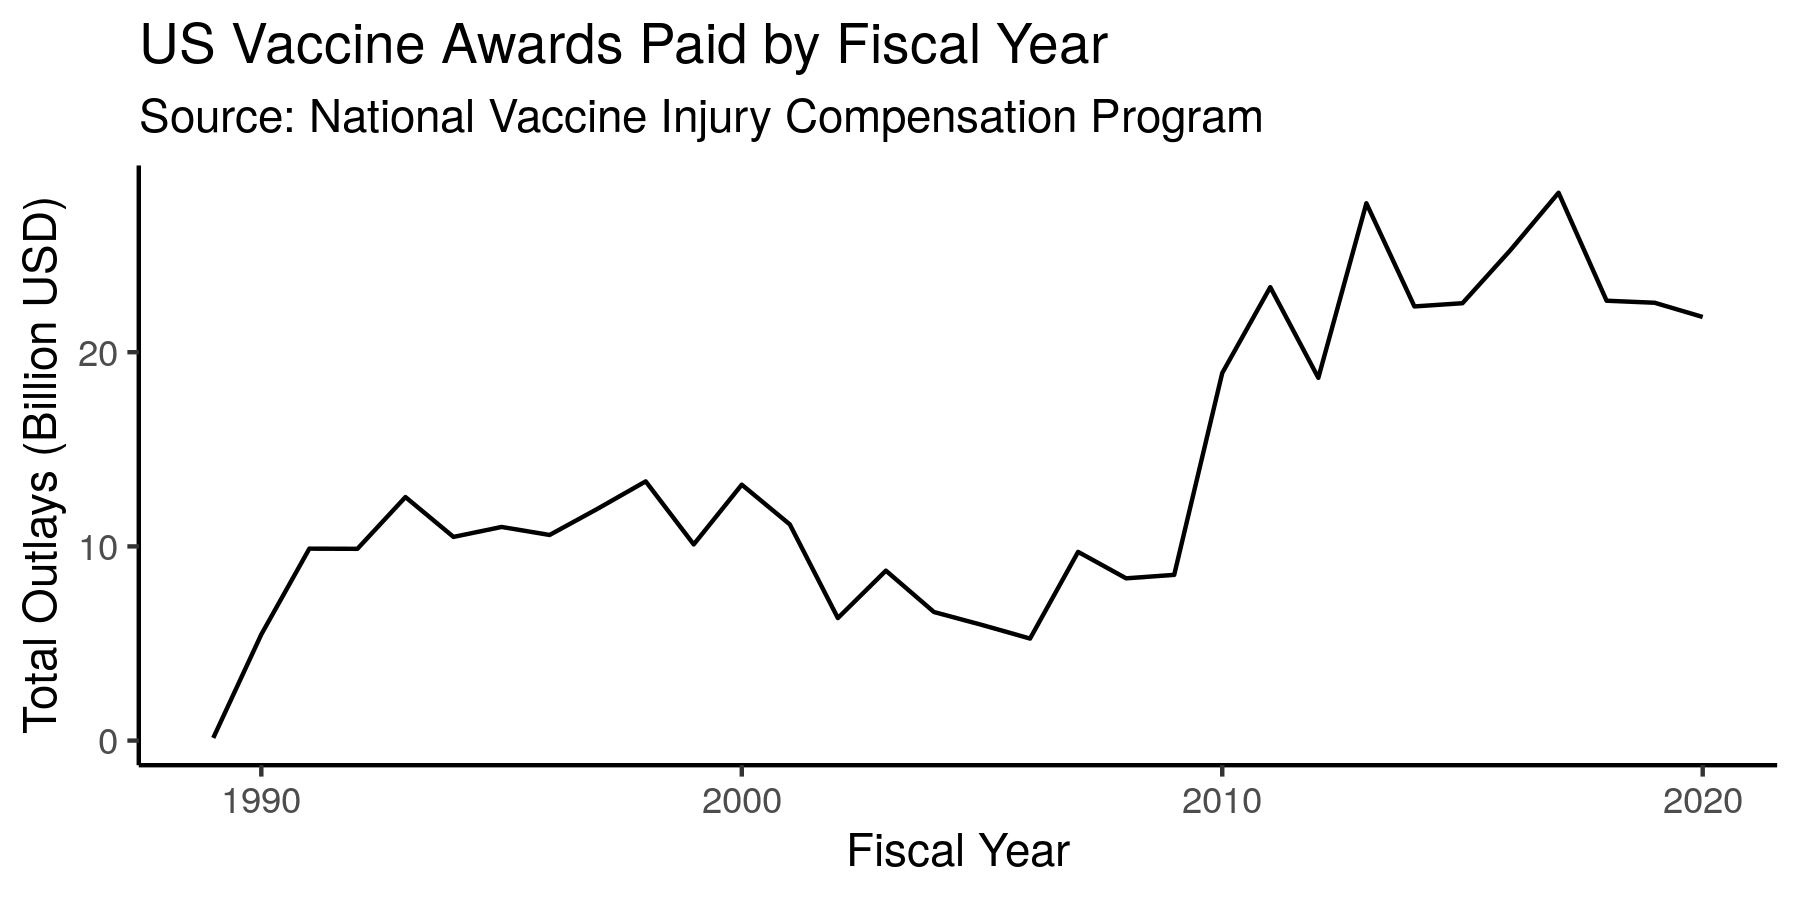 US Vaccine Awards Paid by Fiscal Year
Source: National Vaccine Injury Compensation Program
Total Outlays (Billion USD)
20
10
0
1990
2000
2010
2020
Fiscal Year